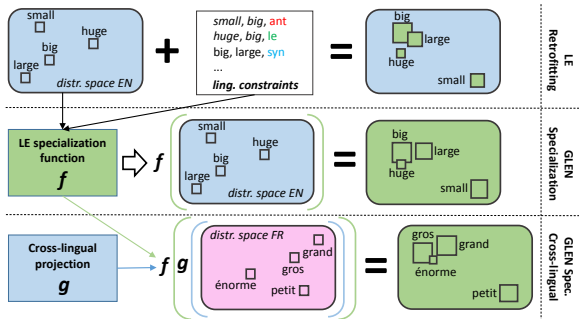 small
big
huge
large
distr. space EN
+
small, big, ant
huge, big, le
big, large, syn
...
ling. constraints
=
big
large
huge
small
LE
Retrofitting
LE specialization
function
f
f
small
huge
big
large
distr. space EN
=
big
large
huge
small
GLEN
Specialization
Cross-lingual
projection
g
f
g
distr. space FR
grand
gros
énorme
petit
=
gros
grand
énorme
petit
GLEN Spec.
Cross-lingual